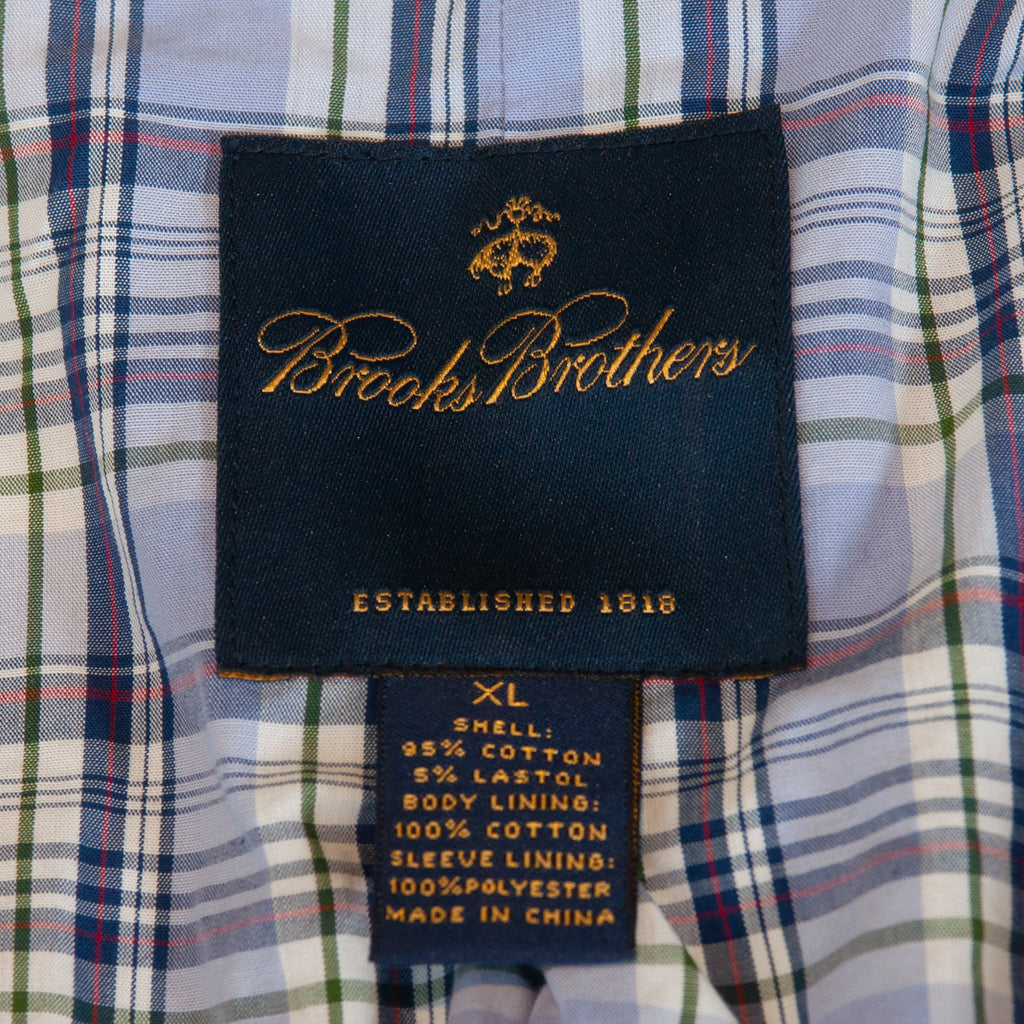 Brooks Brothers
ESTABLISHED 1818
XL
SHELL:
95% COTTON
5% LASTOL
BODY LINING:
100% COTTON
SLEEVE LINING:
100%POLYESTER
MADE IN CHINA